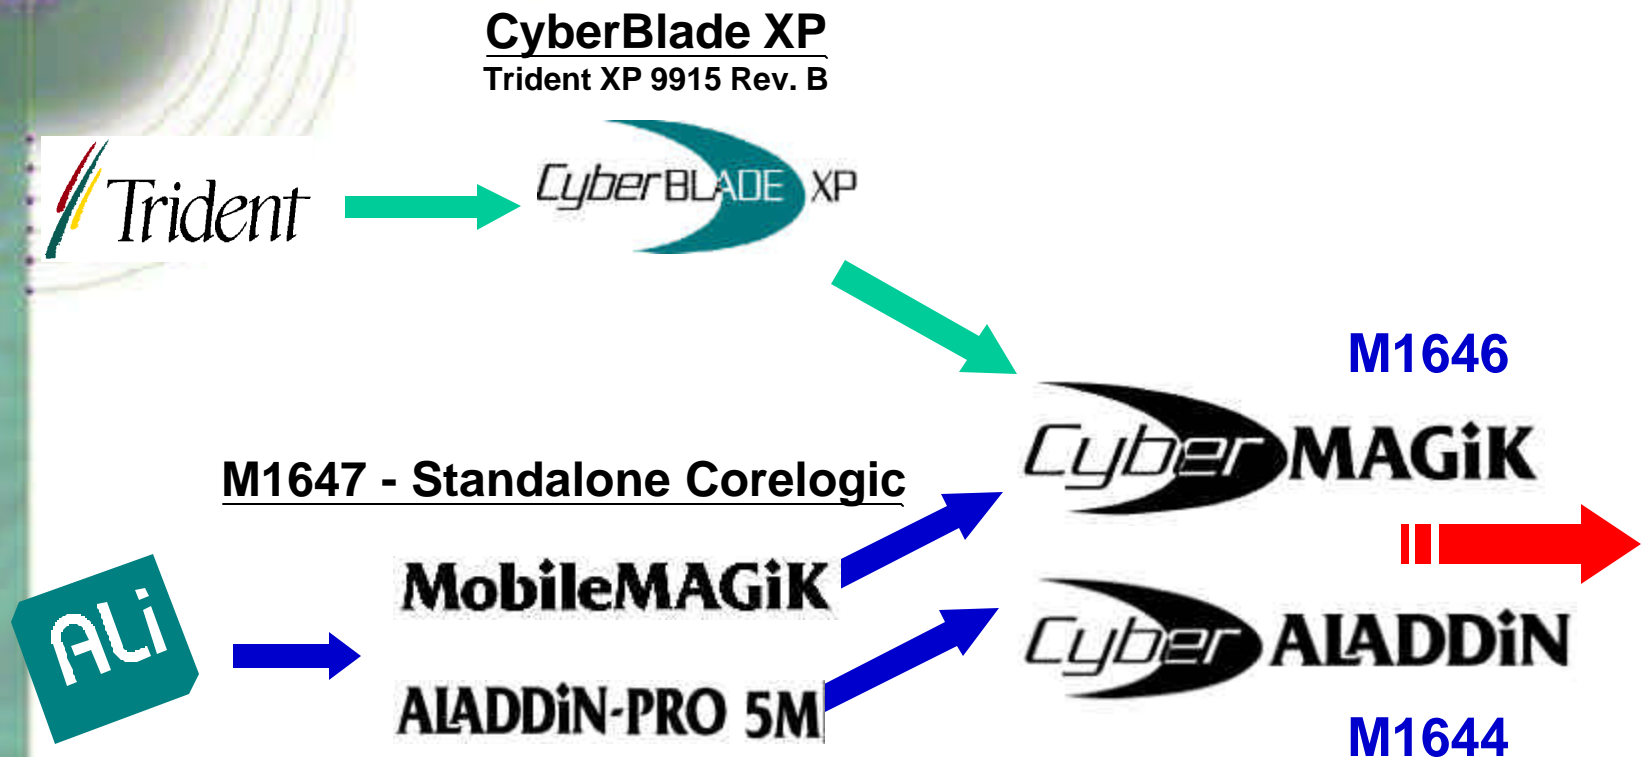 CyberBlade XP
Trident XP 9915 Rev. B
Trident
CyberBLADE XP
M1646
CyberMAGiK
M1647 - Standalone Corelogic
MobileMAGiK
ALi
CyberALADDiN
ALADDiN-PRO 5M
M1644